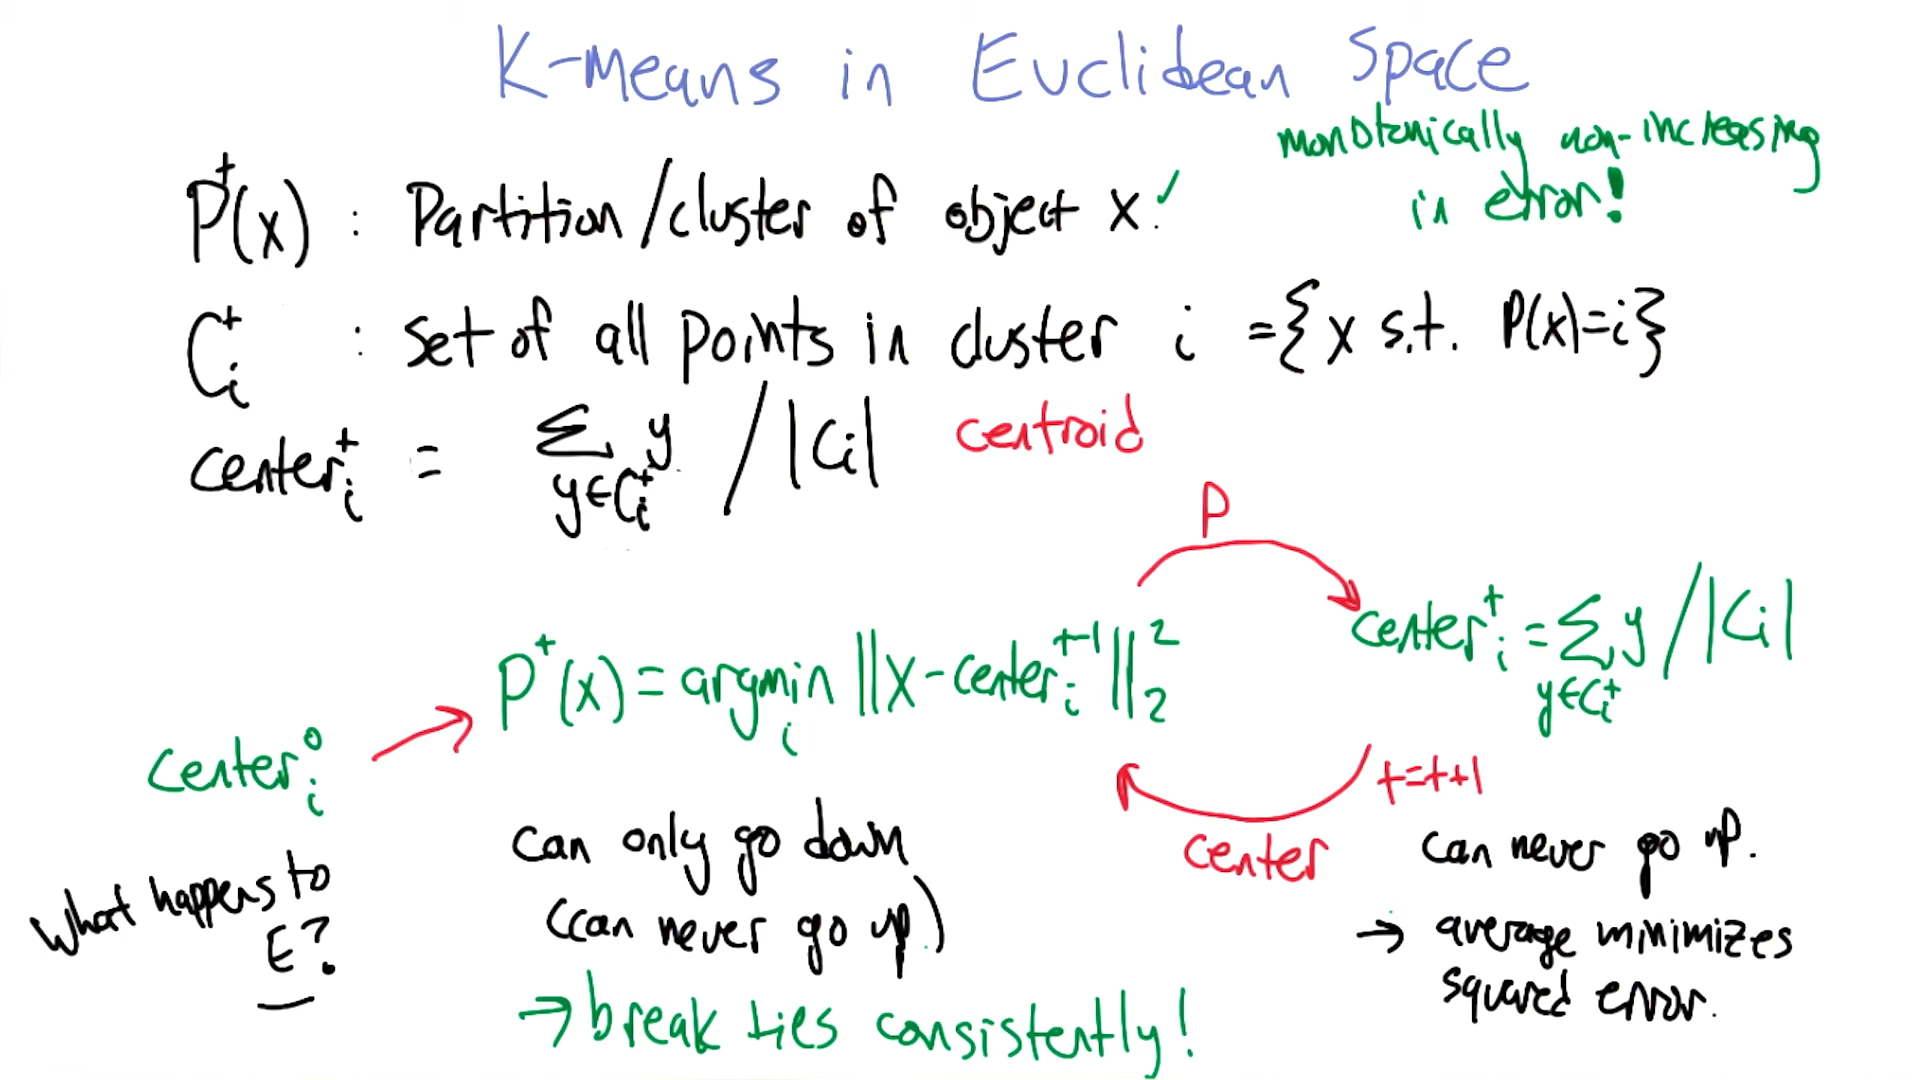 K-means in Euclidean Space
monotonically non-increasing
in error!
P^t(x) : Partition/cluster of object x. ✓
C_i^t : set of all points in cluster i = {x s.t. P(x)=i}
center_i^t = Σ_{y∈C_i^t} y / |C_i| centroid
P
center_i^t = Σ_{y∈C_i^t} y / |C_i|
P^t(x) = argmin_i ||x - center_i^{t-1}||_2^2
center_i^0
t=t+1
center
What happens to
E?
can only go down
(can never go up)
→ break ties consistently!
can never go up.
→ average minimizes
squared error.